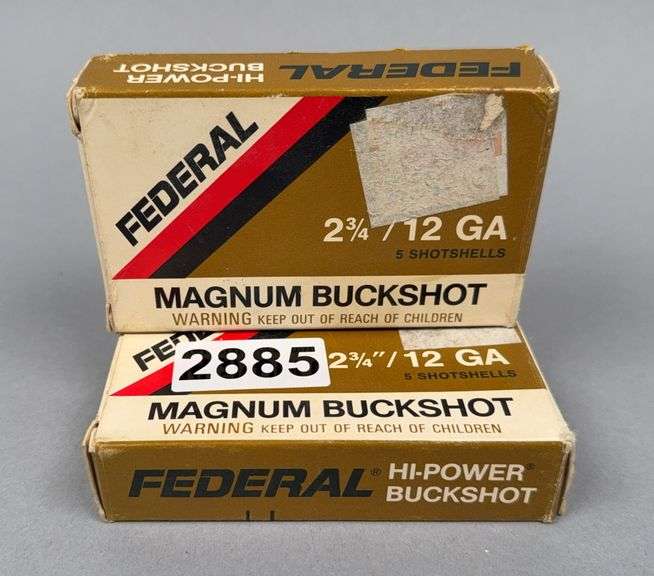 HI-POWER
BUCKSHOT
FEDERAL
FEDERAL
2¾"/12 GA
5 SHOTSHELLS
MAGNUM BUCKSHOT
WARNING KEEP OUT OF REACH OF CHILDREN
2885
2¾"/12 GA
5 SHOTSHELLS
MAGNUM BUCKSHOT
WARNING KEEP OUT OF REACH OF CHILDREN
FEDERAL® HI-POWER®
BUCKSHOT